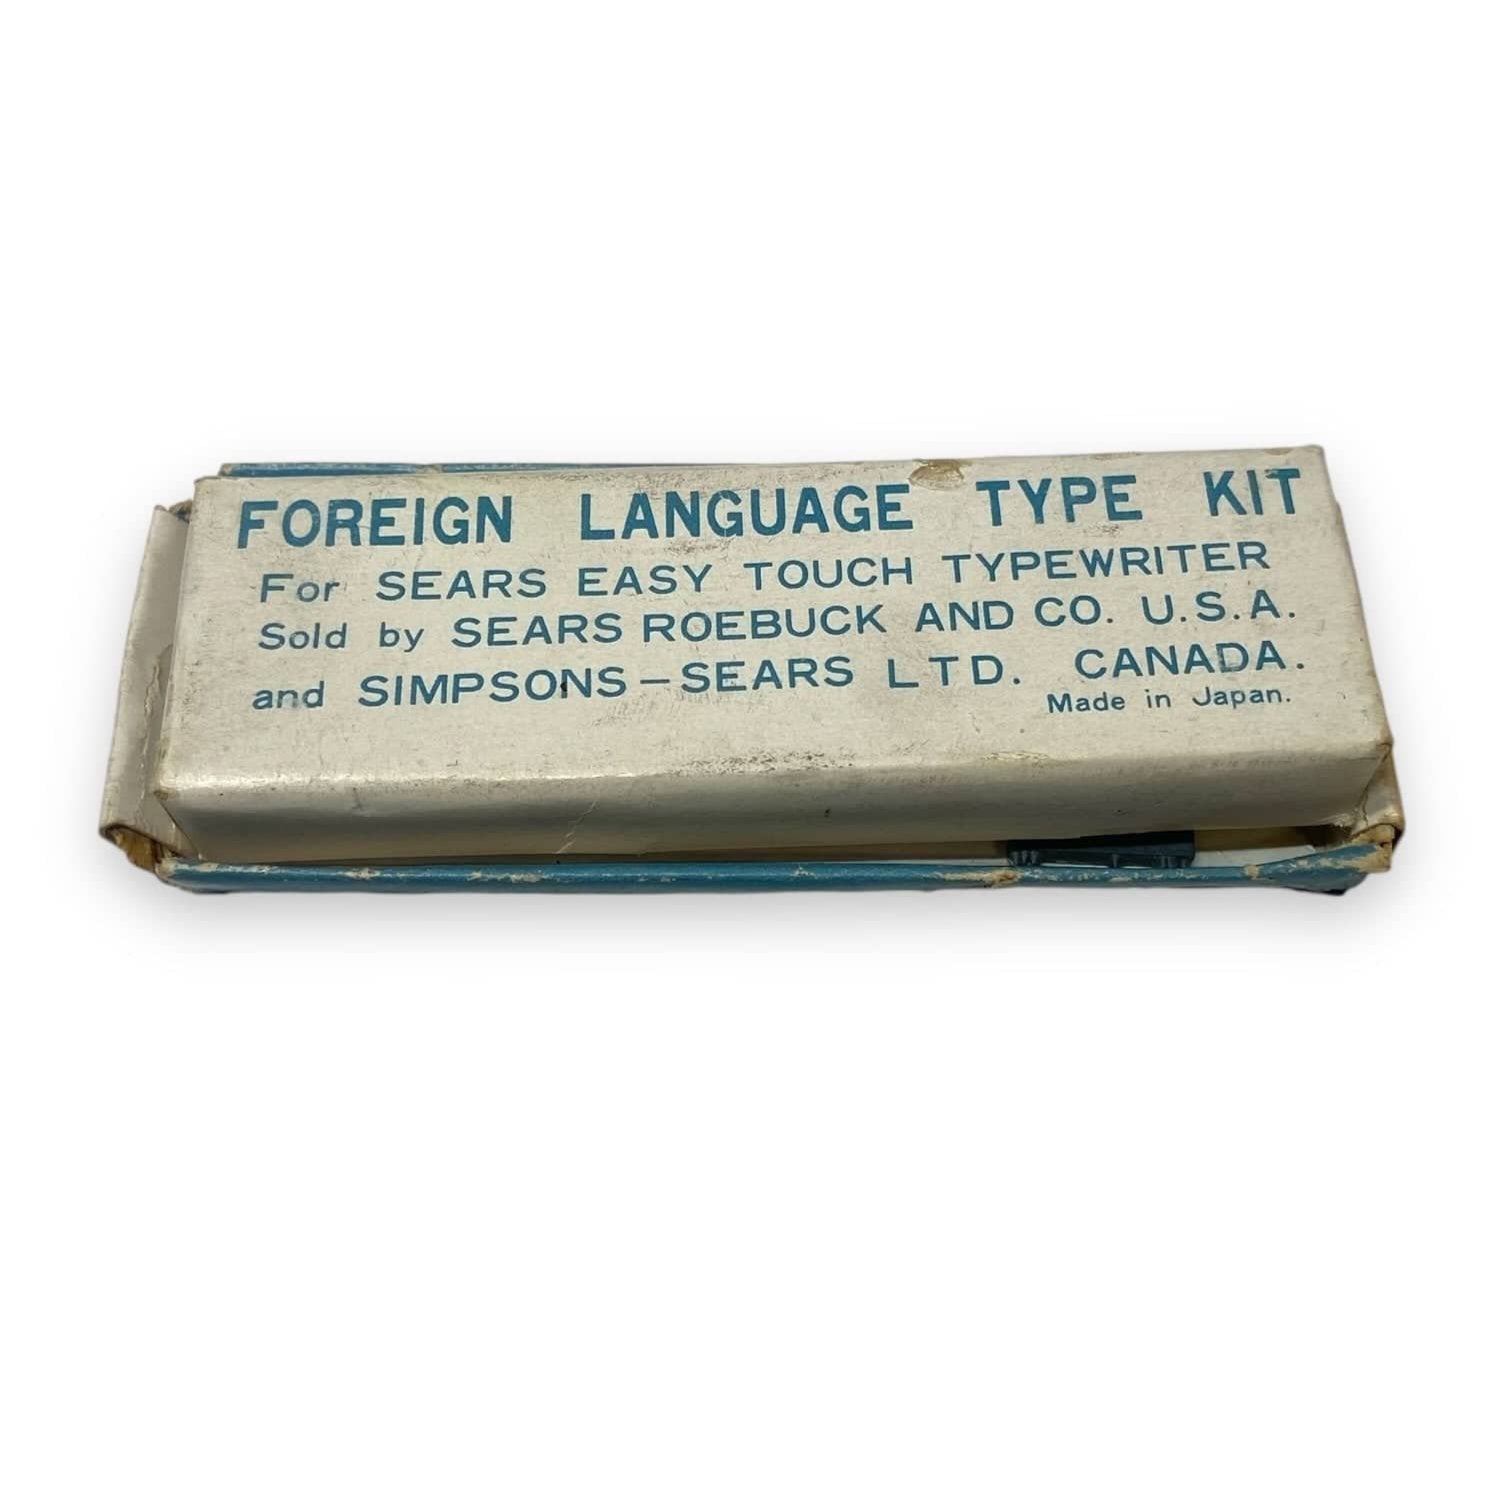 FOREIGN LANGUAGE TYPE KIT
For SEARS EASY TOUCH TYPEWRITER
Sold by SEARS ROEBUCK AND CO. U.S.A.
and SIMPSONS-SEARS LTD. CANADA.
Made in Japan.